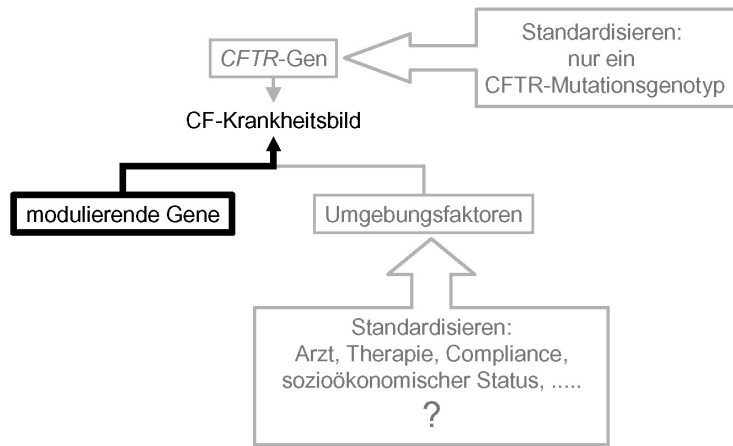 Standardisieren:
nur ein
CFTR-Mutationsgenotyp
CFTR-Gen
CF-Krankheitsbild
modulierende Gene
Umgebungsfaktoren
Standardisieren:
Arzt, Therapie, Compliance,
sozioökonomischer Status, .....
?